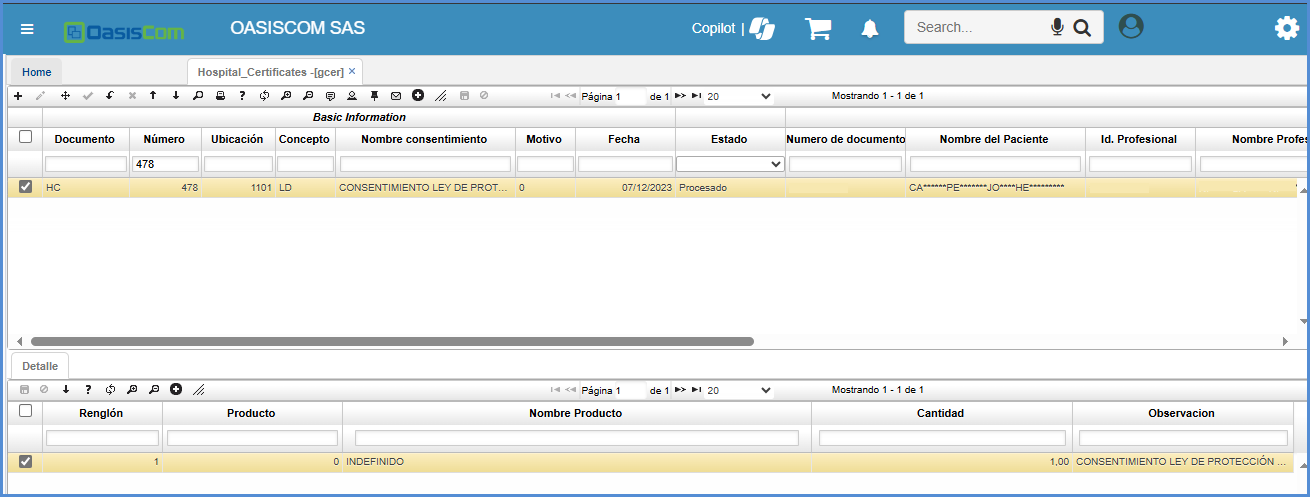 OasisCom OASISCOM SAS Copilot | Search...
Home Hospital_Certificates -[gcer] ×
Página 1 de 1 20 Mostrando 1 - 1 de 1
Basic Information
Documento Número Ubicación Concepto Nombre consentimiento Motivo Fecha Estado Numero de documento Nombre del Paciente Id. Profesional Nombre Profes
478
HC 478 1101 LD CONSENTIMIENTO LEY DE PROT... 0 07/12/2023 Procesado CA******PE*******JO****HE*********
Detalle
Página 1 de 1 20 Mostrando 1 - 1 de 1
Renglón Producto Nombre Producto Cantidad Observacion
1 0 INDEFINIDO 1,00 CONSENTIMIENTO LEY DE PROTECCIÓN ...